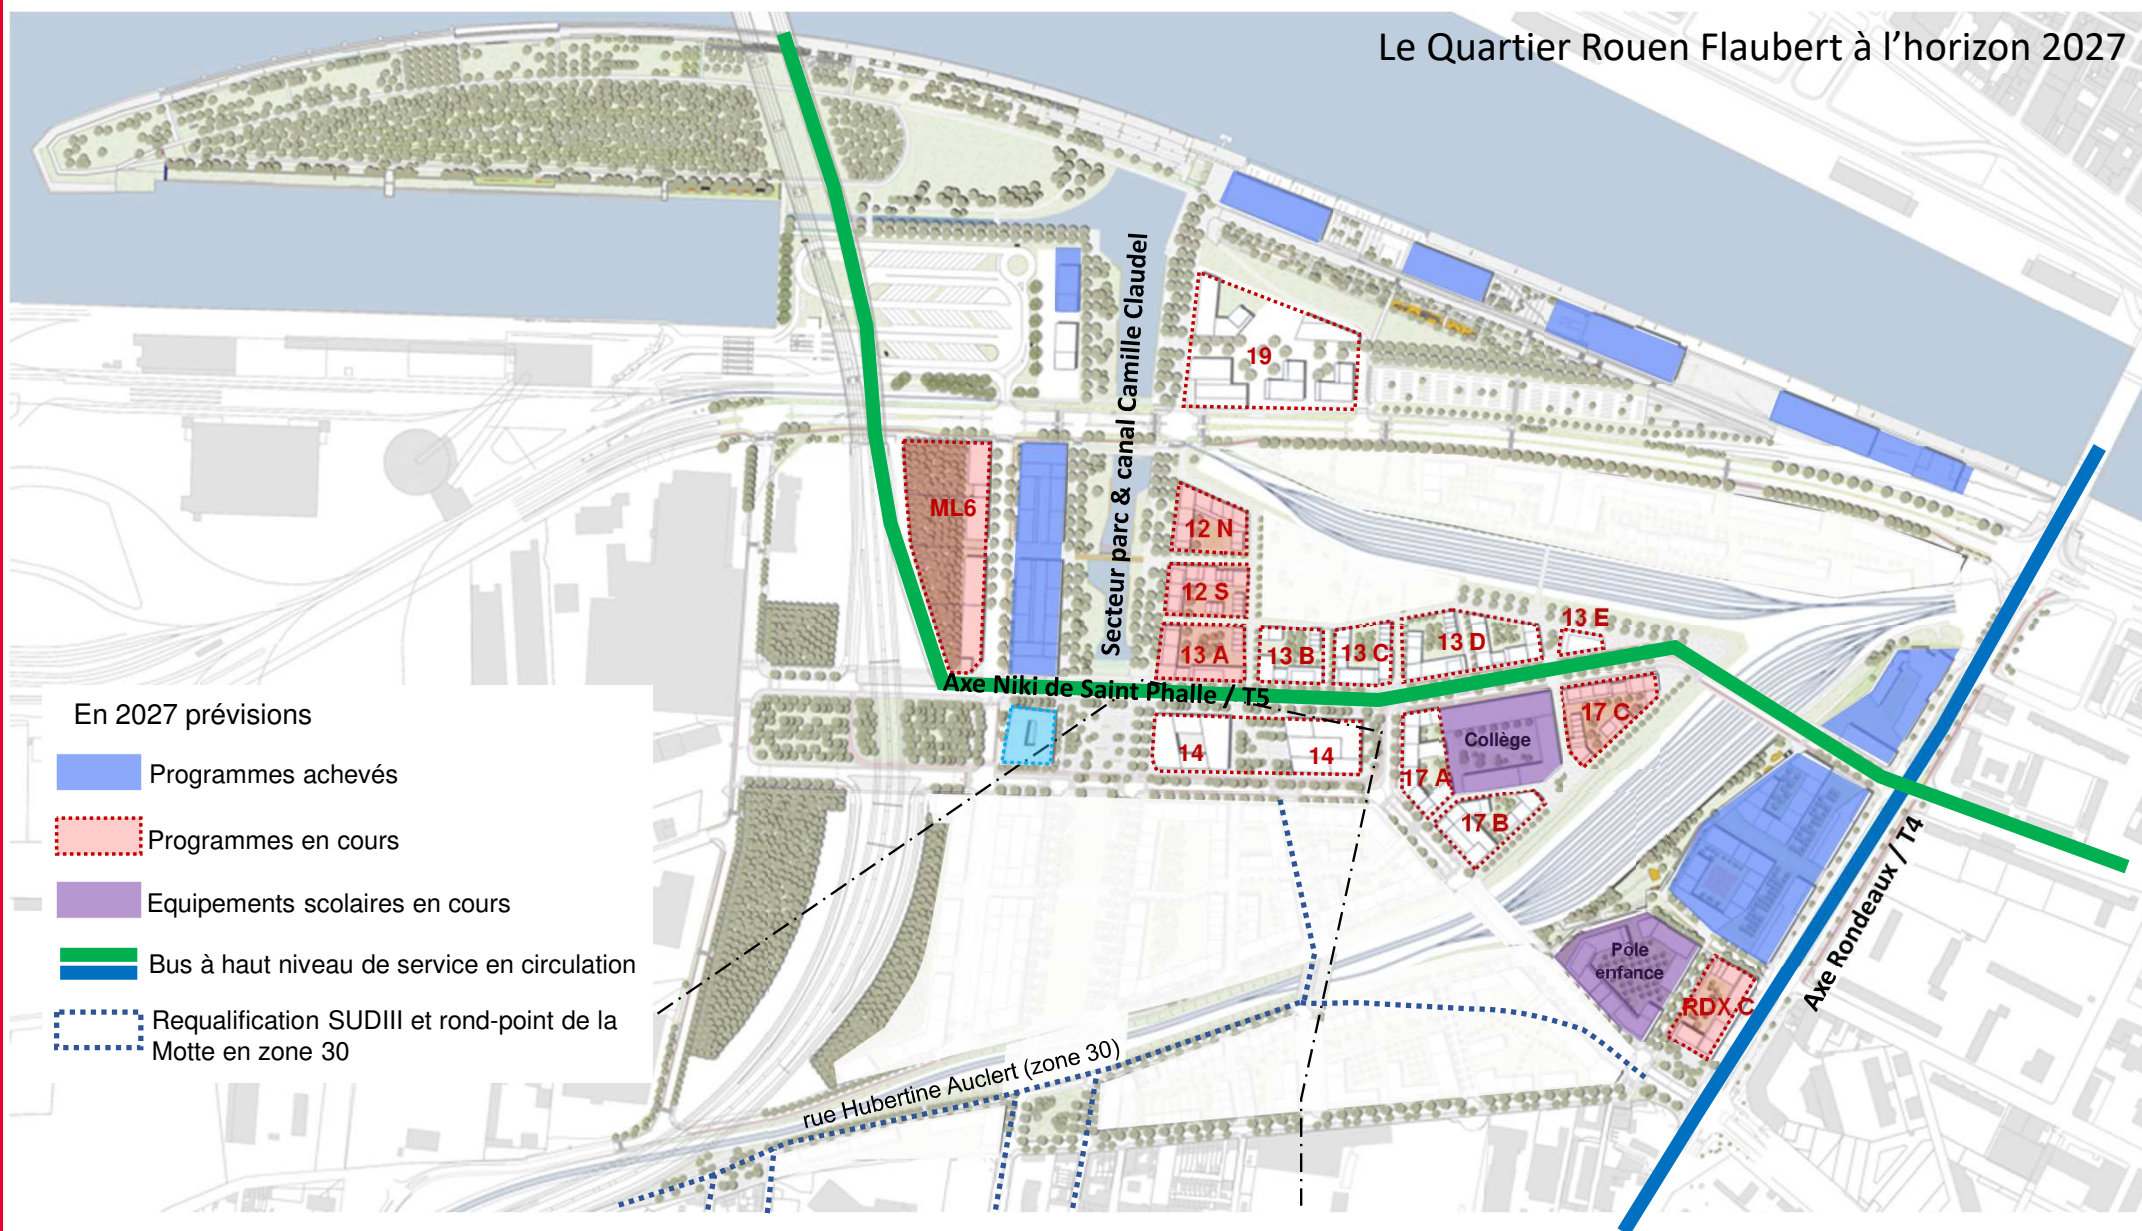 Le Quartier Rouen Flaubert à l’horizon 2027
Secteur parc & canal Camille Claudel
19
ML6
12 N
12 S
13 A
13 B
13 C
13 D
13 E
Axe Niki de Saint Phalle / T5
14
14
17 A
Collège
17 C
17 B
Pôle
enfance
RDX C
Axe Rondeaux / T4
rue Hubertine Auclert (zone 30)
En 2027 prévisions
Programmes achevés
Programmes en cours
Equipements scolaires en cours
Bus à haut niveau de service en circulation
Requalification SUDIII et rond-point de la
Motte en zone 30